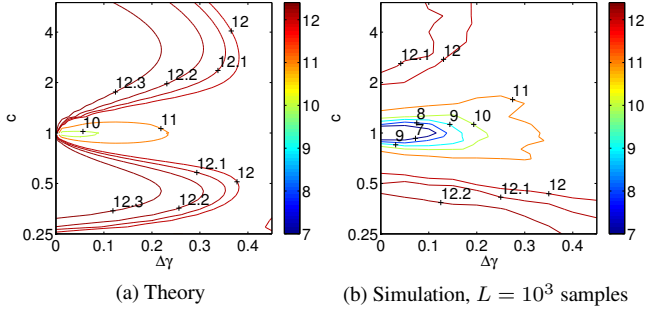 12 12
4 12.1 4 12.1 12
12.2
2 12.3 2
10 11 11
8 9 10
c 1 c 1
9 7
12.1 12
0.5 0.5
12.3 12.2 12.2 12.1 12
0.25 0.25
0 0.1 0.2 0.3 0.4 0 0.1 0.2 0.3 0.4
Δγ Δγ
12 11 10 9 8 7 12 11 10 9 8 7
(a) Theory (b) Simulation, L = 10³ samples